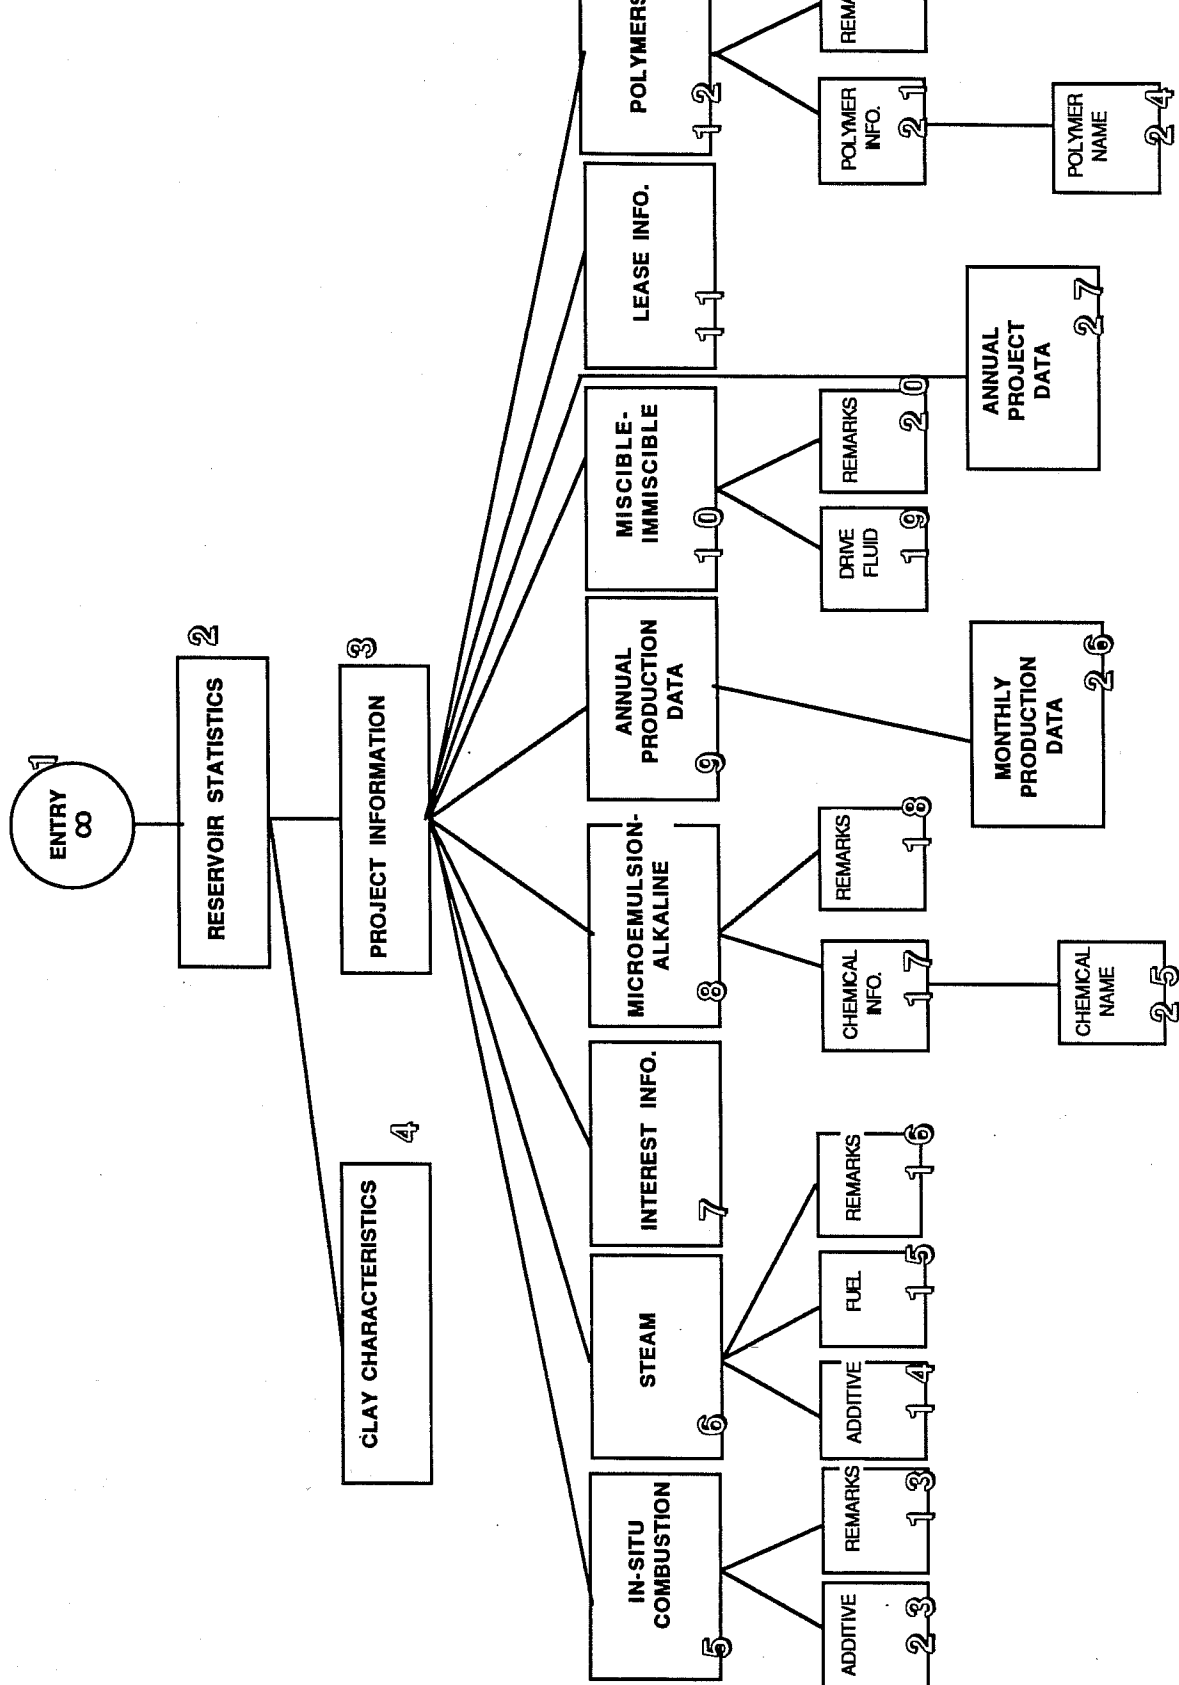 ENTRY
8
1
RESERVOIR STATISTICS
2
PROJECT INFORMATION
3
CLAY CHARACTERISTICS
4
IN-SITU
COMBUSTION
5
STEAM
6
INTEREST INFO.
7
MICROEMULSION-
ALKALINE
8
ANNUAL
PRODUCTION
DATA
9
MISCIBLE-
IMMISCIBLE
10
LEASE INFO.
11
POLYMERS
12
ADDITIVE
23
REMARKS
13
ADDITIVE
14
FUEL
15
REMARKS
16
CHEMICAL
INFO.
17
REMARKS
18
DRIVE
FLUID
19
REMARKS
20
POLYMER
INFO.
21
REMA
MONTHLY
PRODUCTION
DATA
26
ANNUAL
PROJECT
DATA
27
CHEMICAL
NAME
25
POLYMER
NAME
24